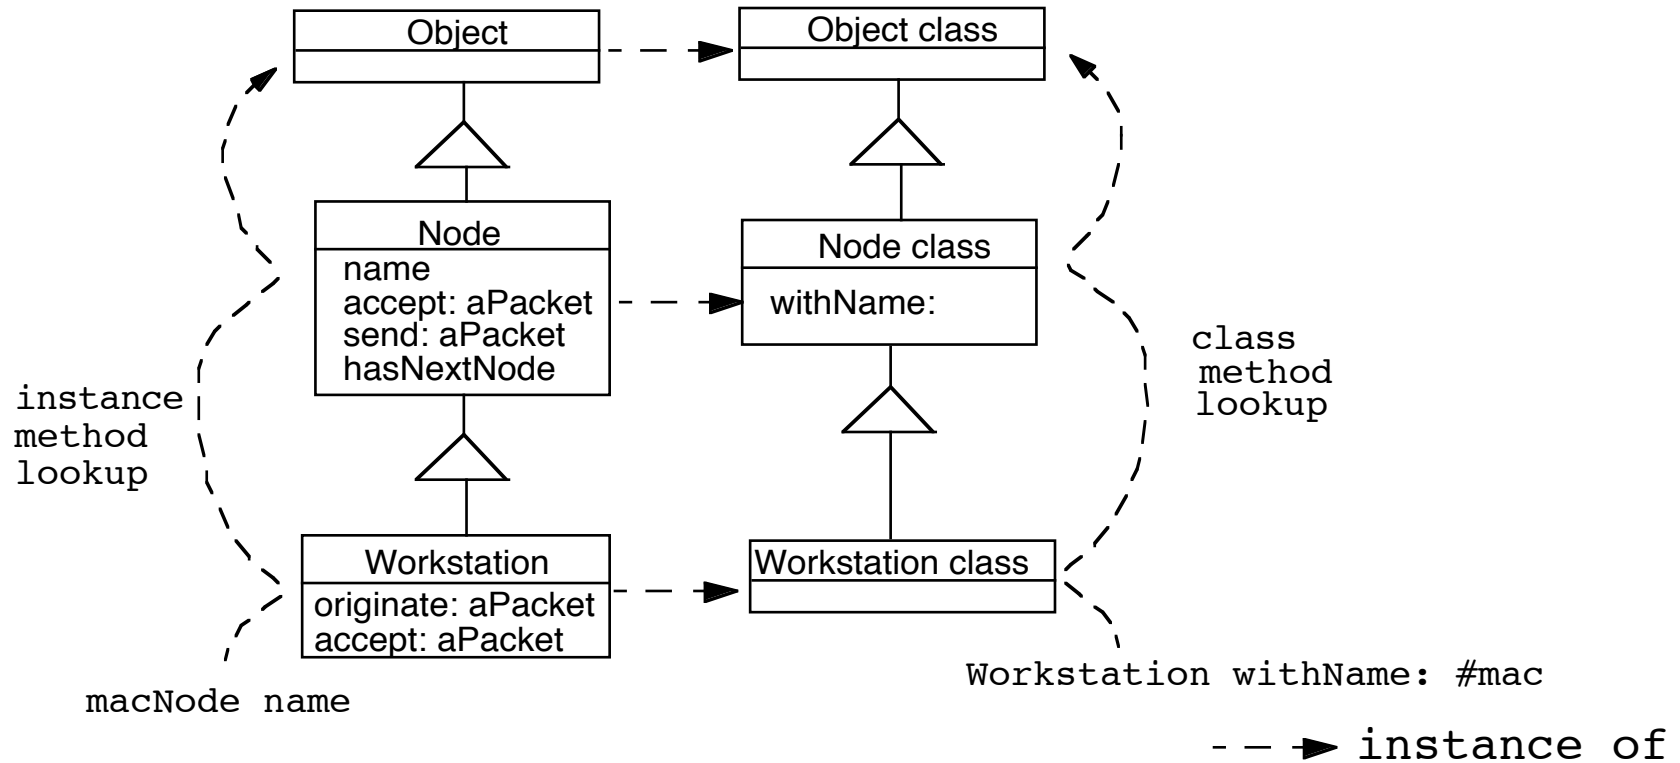 Object
Object class
Node
name
accept: aPacket
send: aPacket
hasNextNode
Node class
withName:
instance
method
lookup
class
method
lookup
Workstation
originate: aPacket
accept: aPacket
Workstation class
macNode name
Workstation withName: #mac
instance of